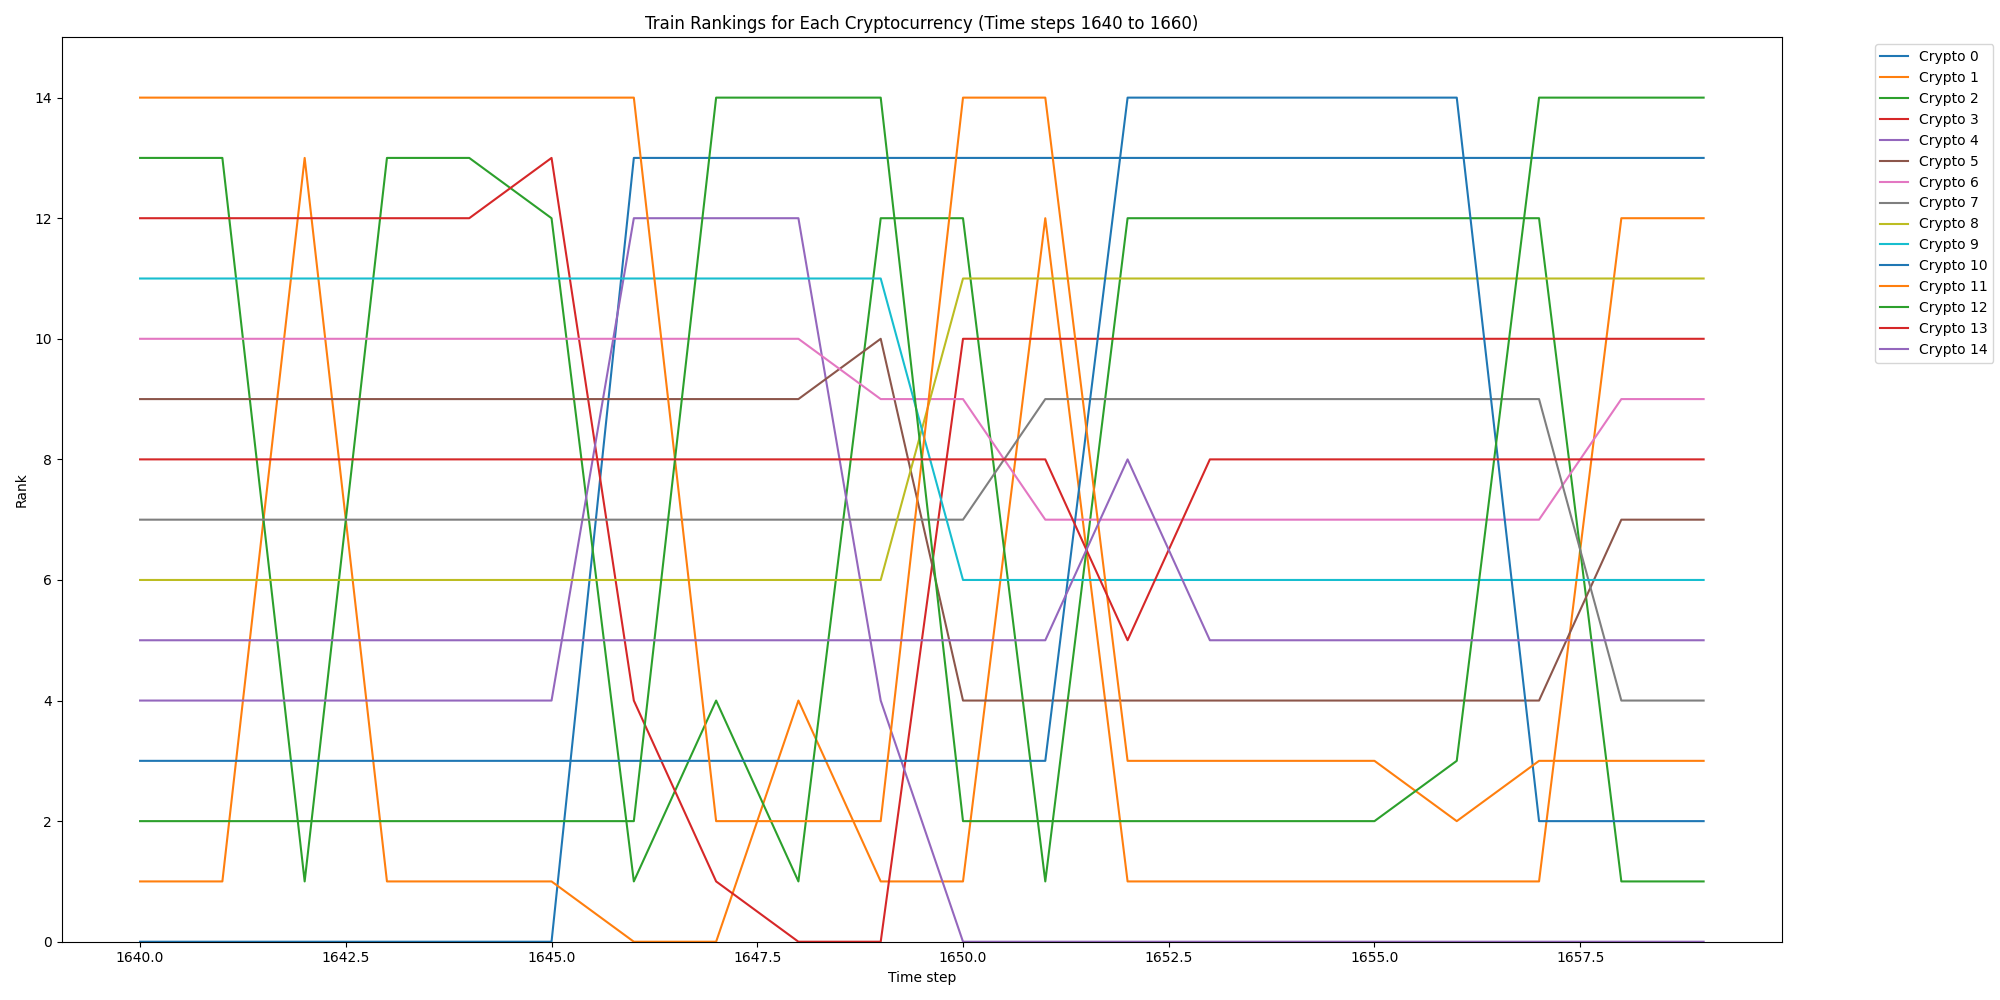 Train Rankings for Each Cryptocurrency (Time steps 1640 to 1660)
Rank
14
12
10
8
6
4
2
0
1640.0 1642.5 1645.0 1647.5 1650.0 1652.5 1655.0 1657.5
Time step
Crypto 0
Crypto 1
Crypto 2
Crypto 3
Crypto 4
Crypto 5
Crypto 6
Crypto 7
Crypto 8
Crypto 9
Crypto 10
Crypto 11
Crypto 12
Crypto 13
Crypto 14